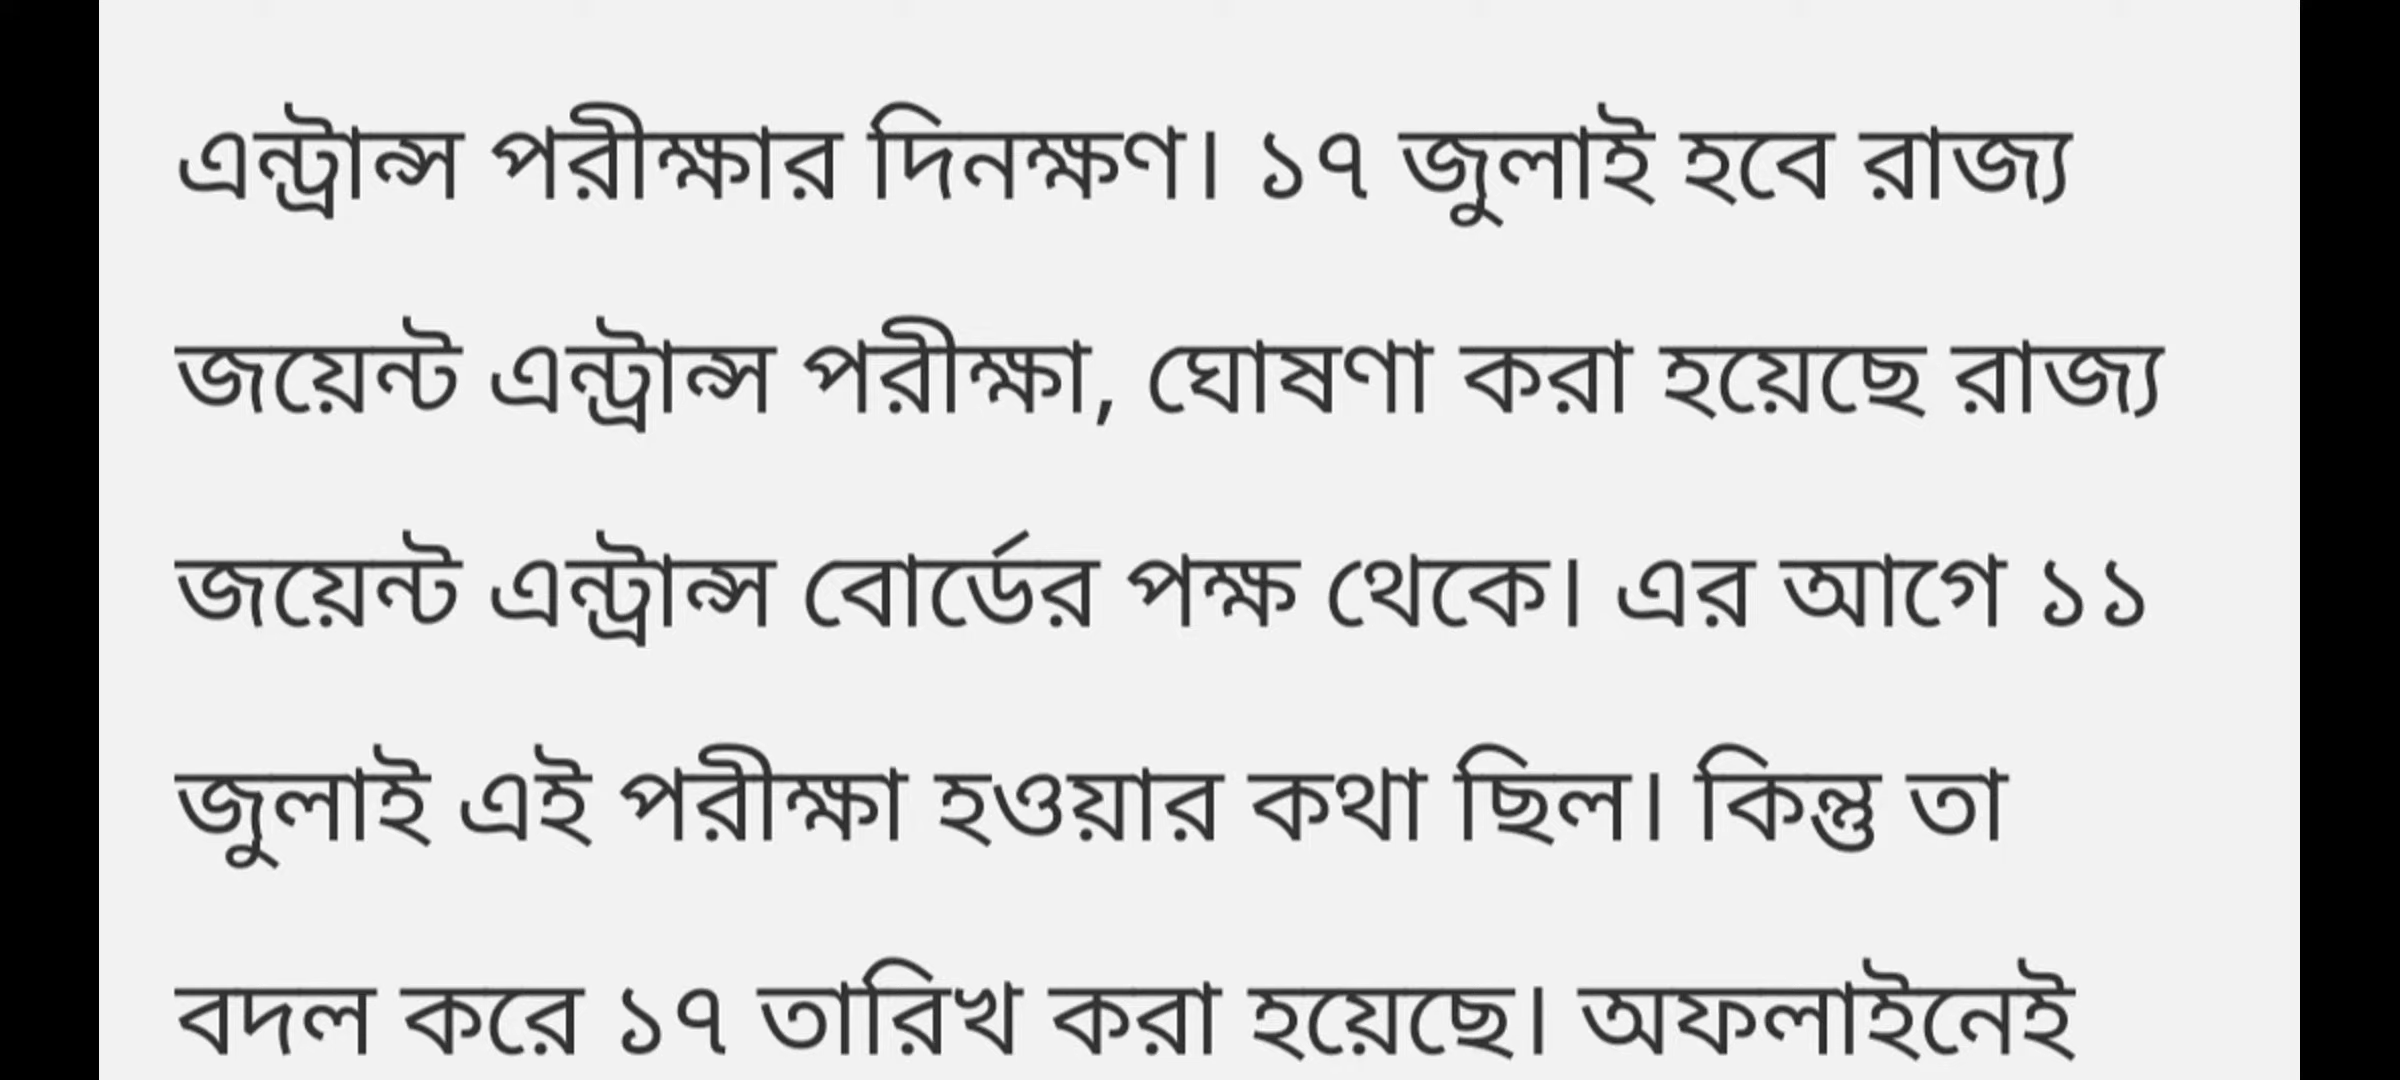 এন্ট্রান্স পরীক্ষার দিনক্ষণ। ১৭ জুলাই হবে রাজ্য
জয়েন্ট এন্ট্রান্স পরীক্ষা, ঘোষণা করা হয়েছে রাজ্য
জয়েন্ট এন্ট্রান্স বোর্ডের পক্ষ থেকে। এর আগে ১১
জুলাই এই পরীক্ষা হওয়ার কথা ছিল। কিন্তু তা
বদল করে ১৭ তারিখ করা হয়েছে। অফলাইনেই